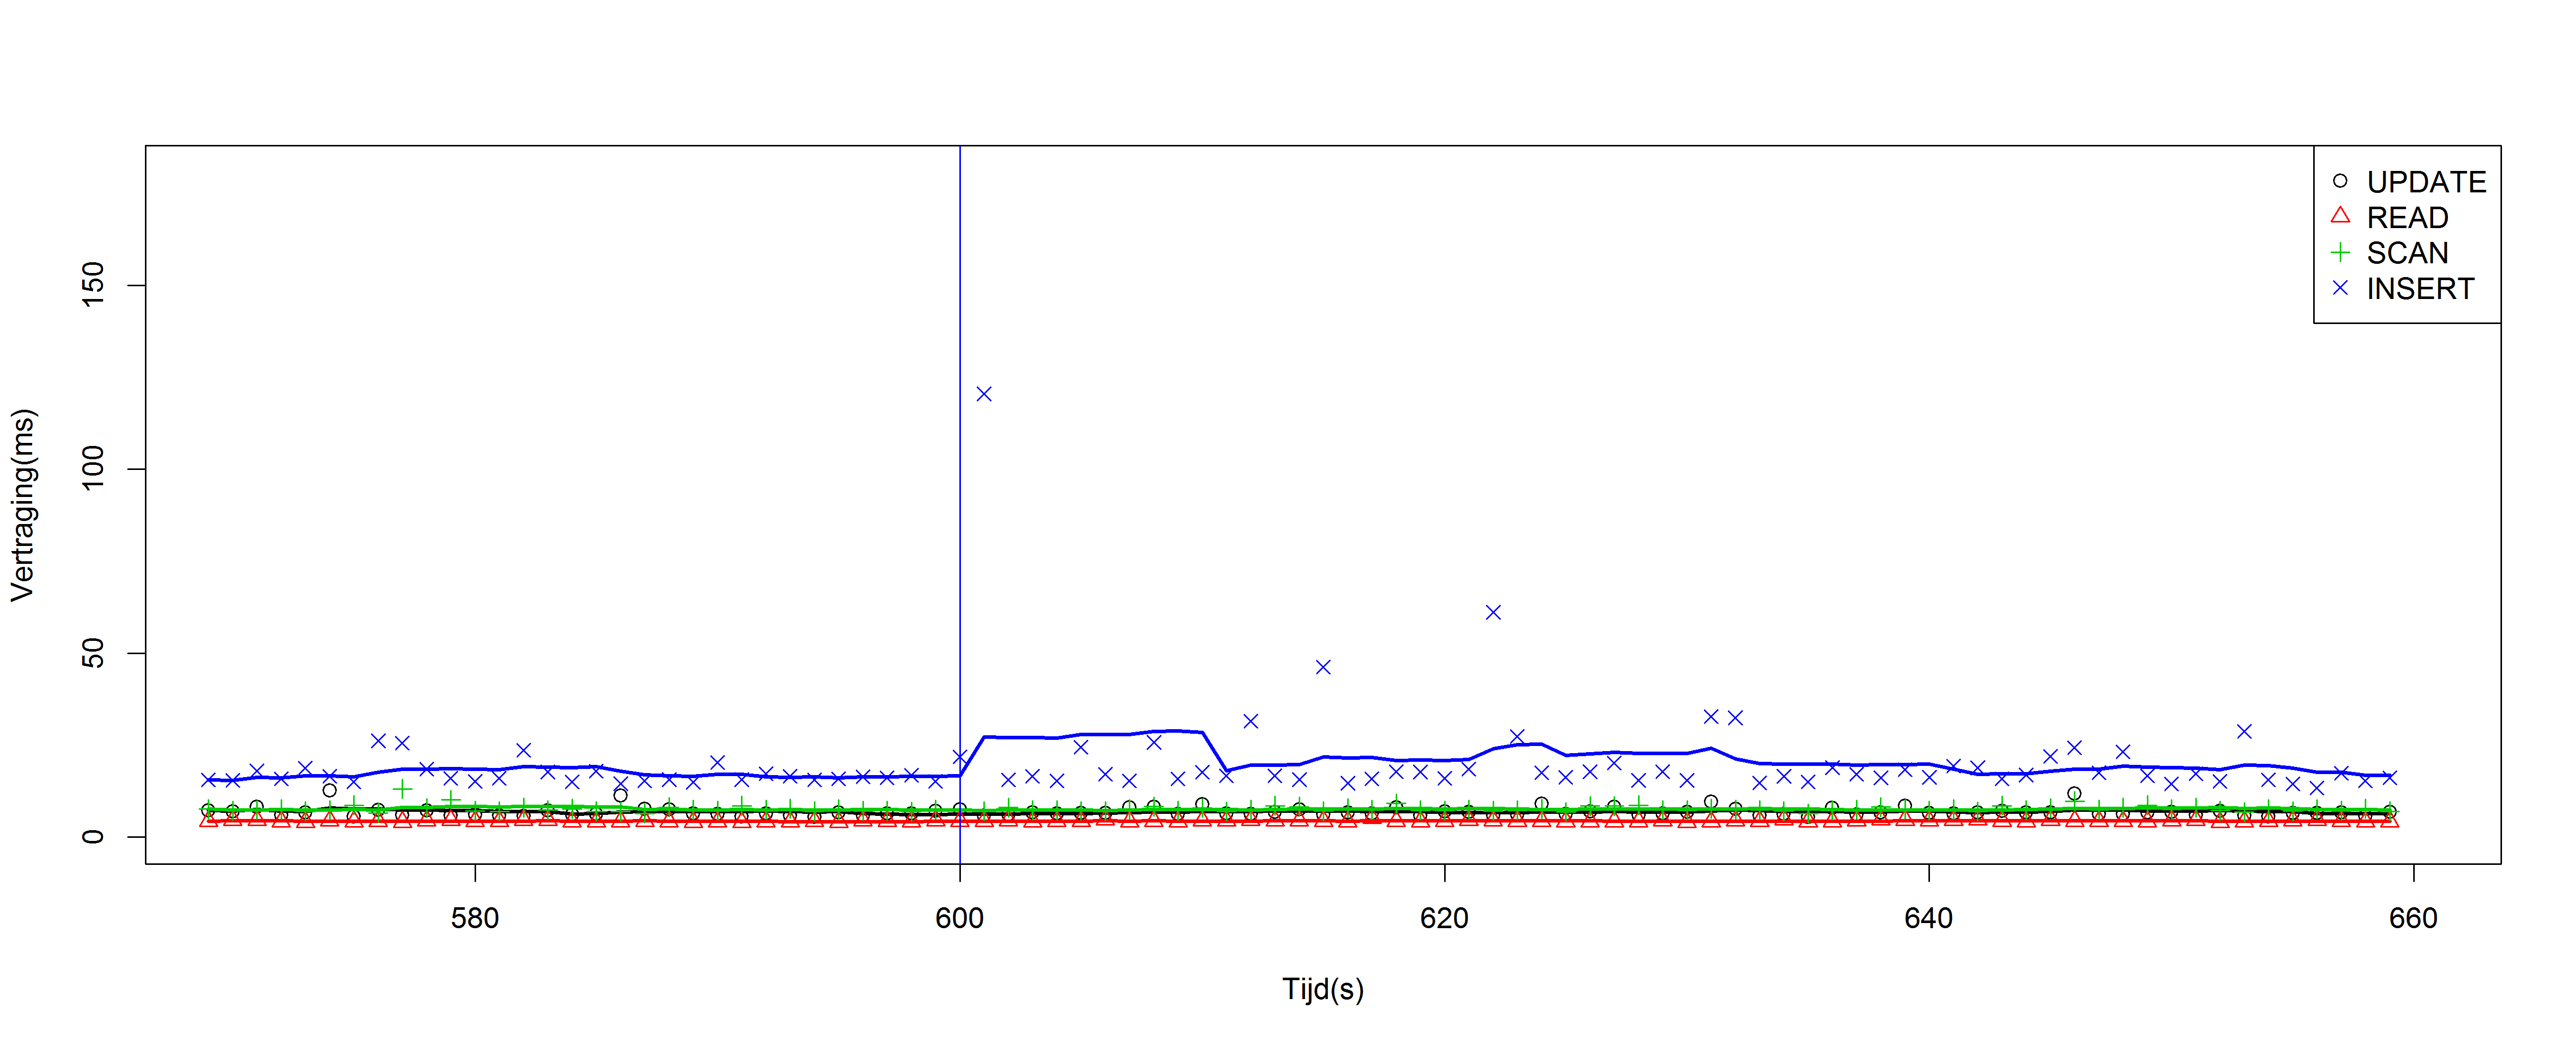 UPDATE
READ
SCAN
INSERT
Vertraging(ms)
150
100
50
0
580 600 620 640 660
Tijd(s)